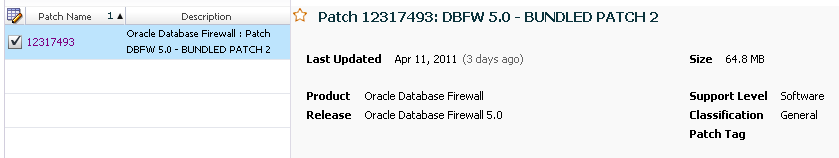 Patch Name 1 ▲ Description
12317493
Oracle Database Firewall : Patch
DBFW 5.0 - BUNDLED PATCH 2
Patch 12317493: DBFW 5.0 - BUNDLED PATCH 2
Last Updated Apr 11, 2011 (3 days ago) Size 64.8 MB
Product Oracle Database Firewall Support Level Software
Release Oracle Database Firewall 5.0 Classification General
Patch Tag